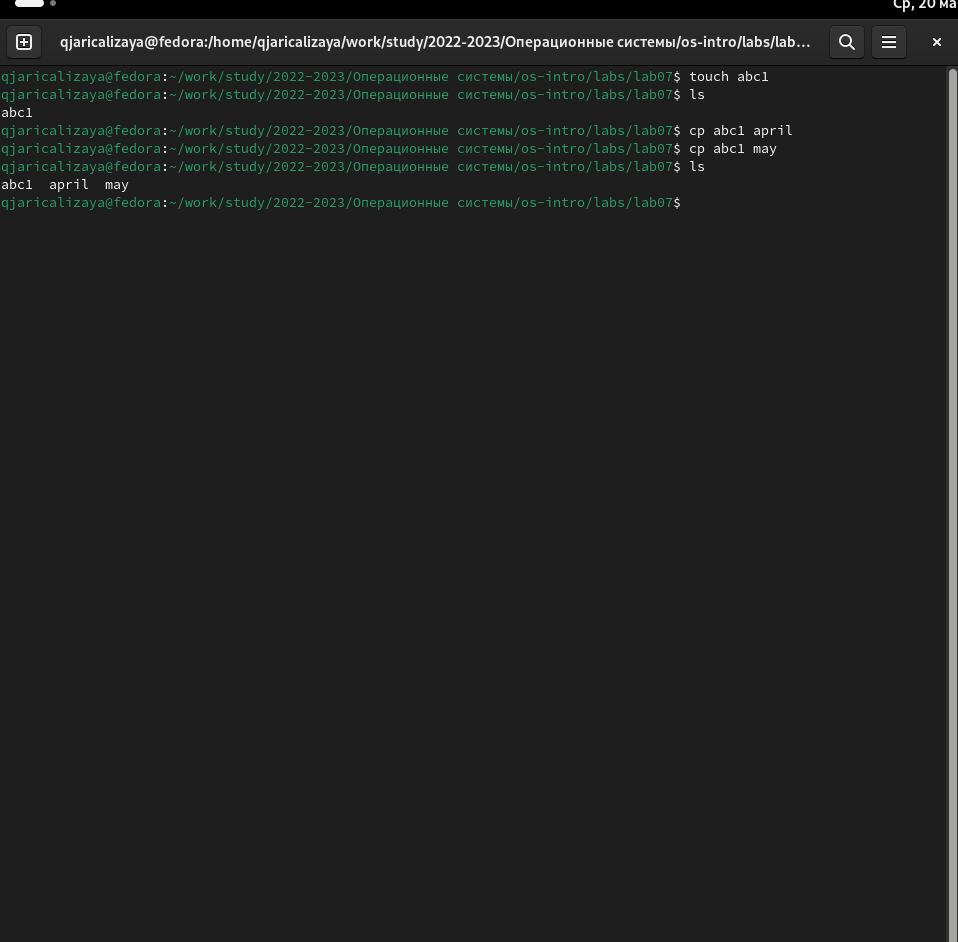 Ср, 20 ма
qjaricalizaya@fedora:/home/qjaricalizaya/work/study/2022-2023/Операционные системы/os-intro/labs/lab…
qjaricalizaya@fedora:~/work/study/2022-2023/Операционные системы/os-intro/labs/lab07$ touch abc1
qjaricalizaya@fedora:~/work/study/2022-2023/Операционные системы/os-intro/labs/lab07$ ls
abc1
qjaricalizaya@fedora:~/work/study/2022-2023/Операционные системы/os-intro/labs/lab07$ cp abc1 april
qjaricalizaya@fedora:~/work/study/2022-2023/Операционные системы/os-intro/labs/lab07$ cp abc1 may
qjaricalizaya@fedora:~/work/study/2022-2023/Операционные системы/os-intro/labs/lab07$ ls
abc1  april  may
qjaricalizaya@fedora:~/work/study/2022-2023/Операционные системы/os-intro/labs/lab07$